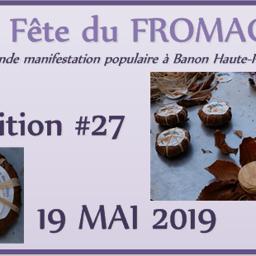 Fête du FROMAG
nde manifestation populaire à Banon Haute-P
ition #27
19 MAI 2019